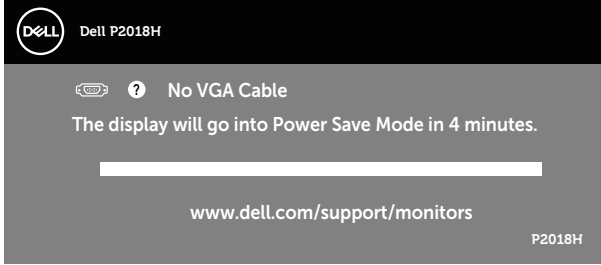 DELL Dell P2018H
? No VGA Cable
The display will go into Power Save Mode in 4 minutes.
www.dell.com/support/monitors
P2018H